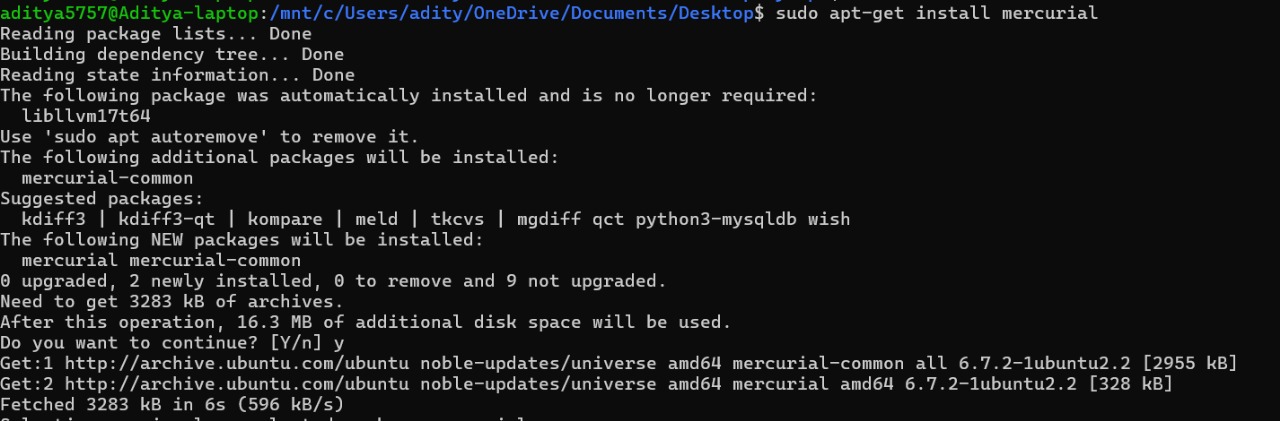 aditya5757@Aditya-laptop:/mnt/c/Users/adity/OneDrive/Documents/Desktop$ sudo apt-get install mercurial
Reading package lists... Done
Building dependency tree... Done
Reading state information... Done
The following package was automatically installed and is no longer required:
  libllvm17t64
Use 'sudo apt autoremove' to remove it.
The following additional packages will be installed:
  mercurial-common
Suggested packages:
  kdiff3 | kdiff3-qt | kompare | meld | tkcvs | mgdiff qct python3-mysqldb wish
The following NEW packages will be installed:
  mercurial mercurial-common
0 upgraded, 2 newly installed, 0 to remove and 9 not upgraded.
Need to get 3283 kB of archives.
After this operation, 16.3 MB of additional disk space will be used.
Do you want to continue? [Y/n] y
Get:1 http://archive.ubuntu.com/ubuntu noble-updates/universe amd64 mercurial-common all 6.7.2-1ubuntu2.2 [2955 kB]
Get:2 http://archive.ubuntu.com/ubuntu noble-updates/universe amd64 mercurial amd64 6.7.2-1ubuntu2.2 [328 kB]
Fetched 3283 kB in 6s (596 kB/s)